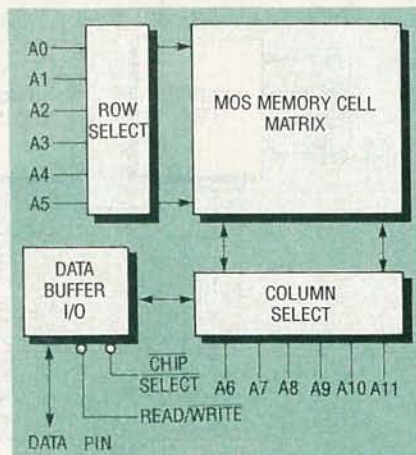 A0
A1
A2
A3
A4
A5
ROW
SELECT
MOS MEMORY CELL
MATRIX
DATA
BUFFER
I/O
COLUMN
SELECT
CHIP
SELECT
A6 A7 A8 A9 A10 A11
READ/WRITE
DATA PIN